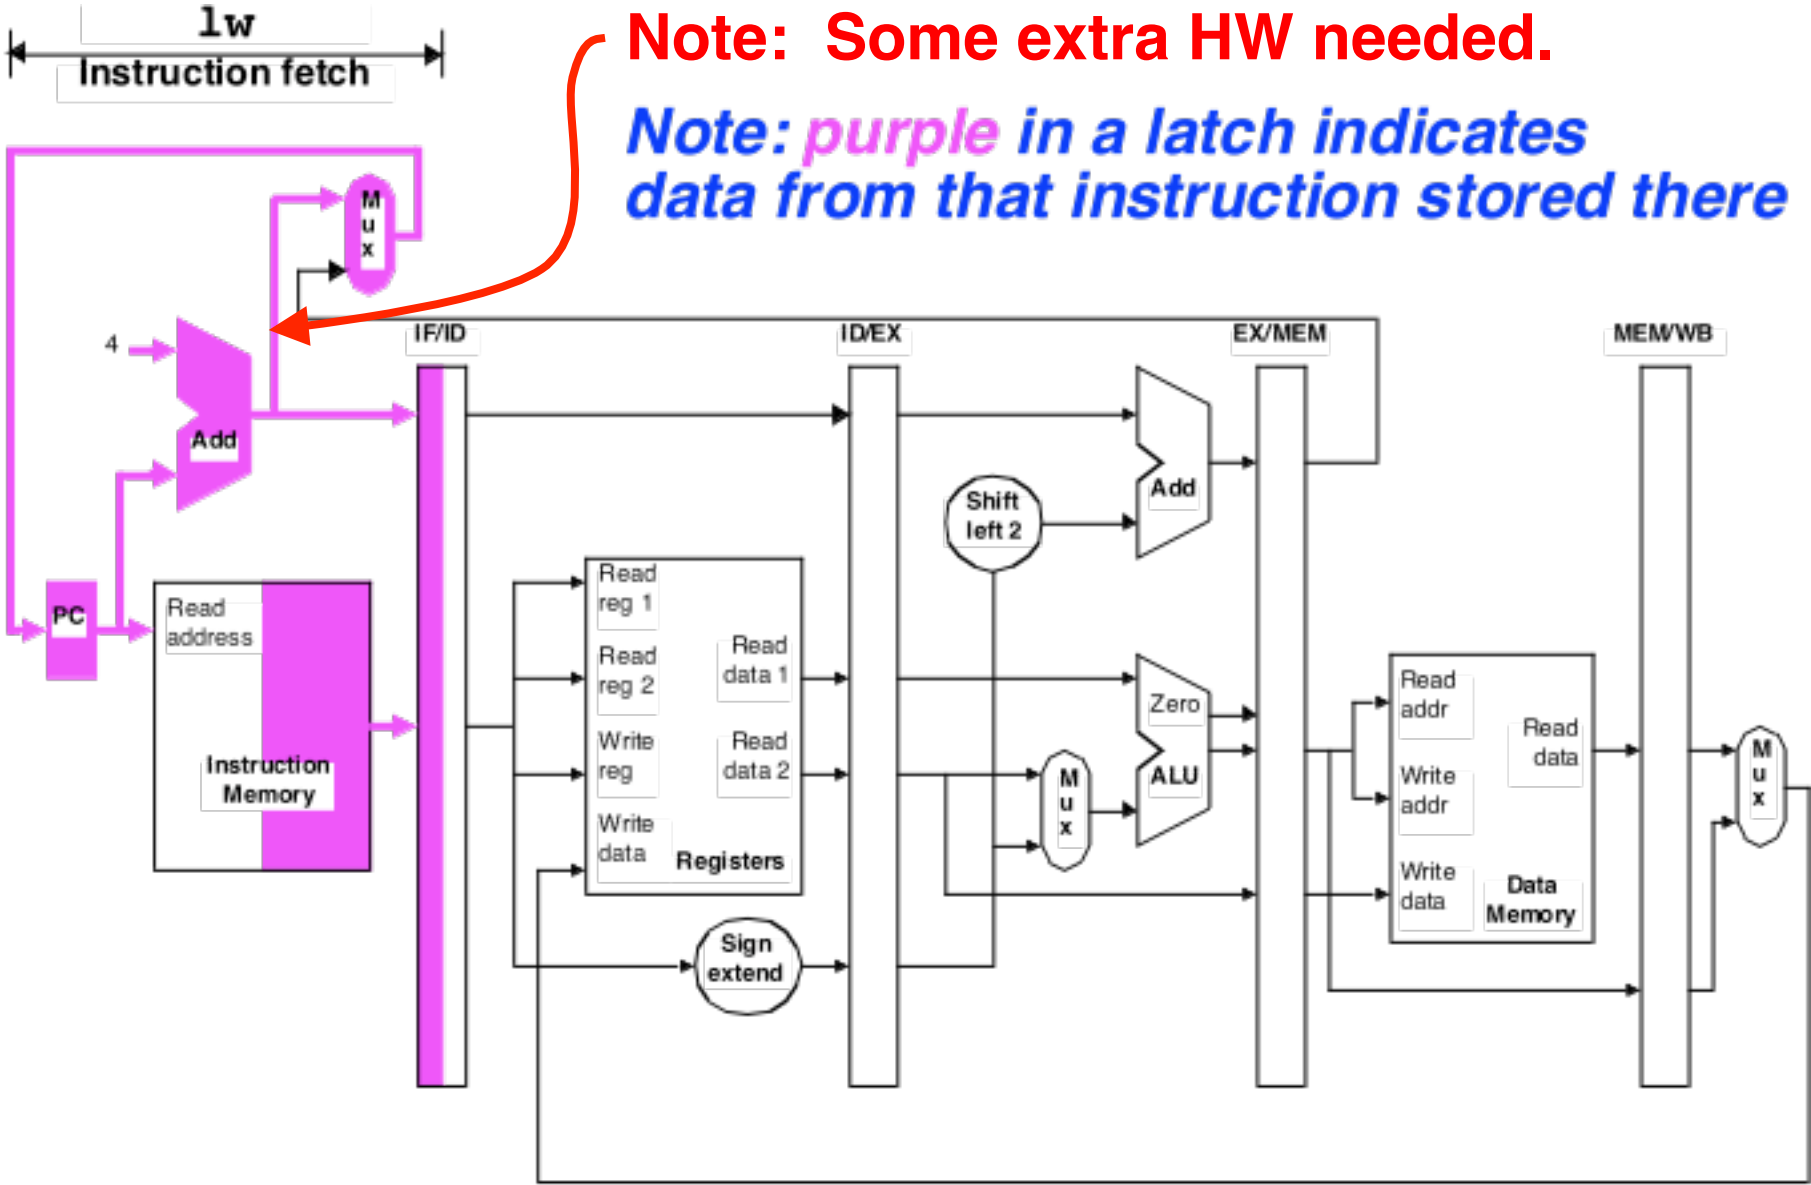 lw
Instruction fetch
Note:  Some extra HW needed.
Note: purple in a latch indicates
data from that instruction stored there
M
u
x
4
Add
IF/ID
ID/EX
EX/MEM
MEM/WB
PC
Read
address
Instruction
Memory
Read
reg 1
Read
reg 2
Write
reg
Write
data
Read
data 1
Read
data 2
Registers
Sign
extend
Shift
left 2
Add
M
u
x
Zero
ALU
Read
addr
Write
addr
Write
data
Read
data
Data
Memory
M
u
x